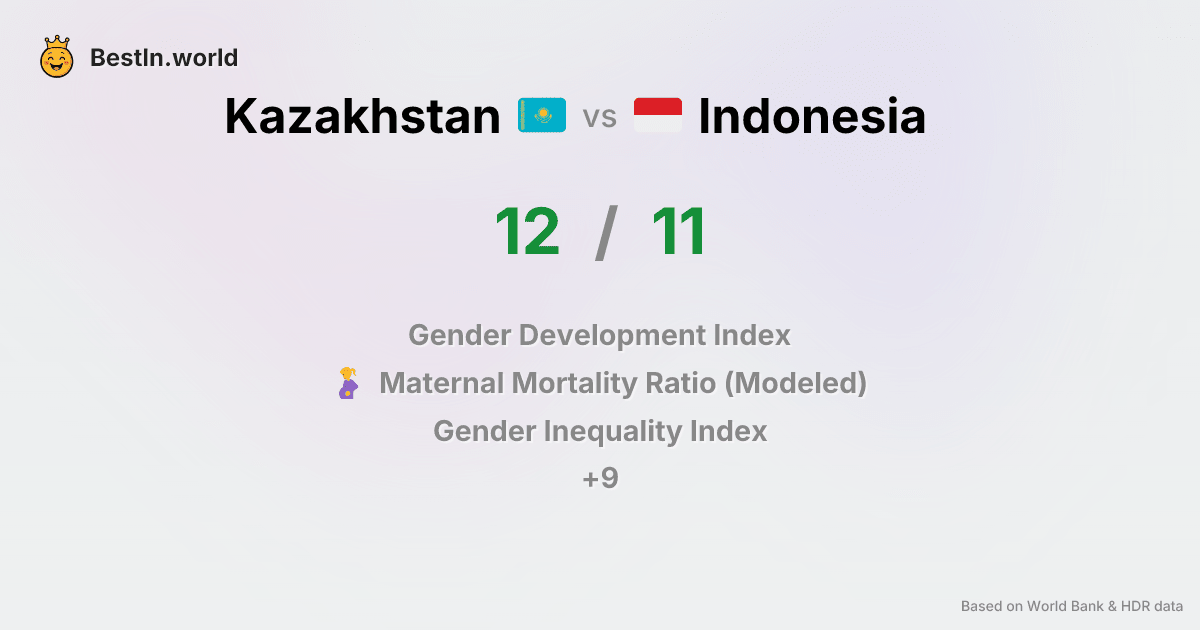 BestIn.world
Kazakhstan vs Indonesia
12 / 11
Gender Development Index
Maternal Mortality Ratio (Modeled)
Gender Inequality Index
+9
Based on World Bank & HDR data